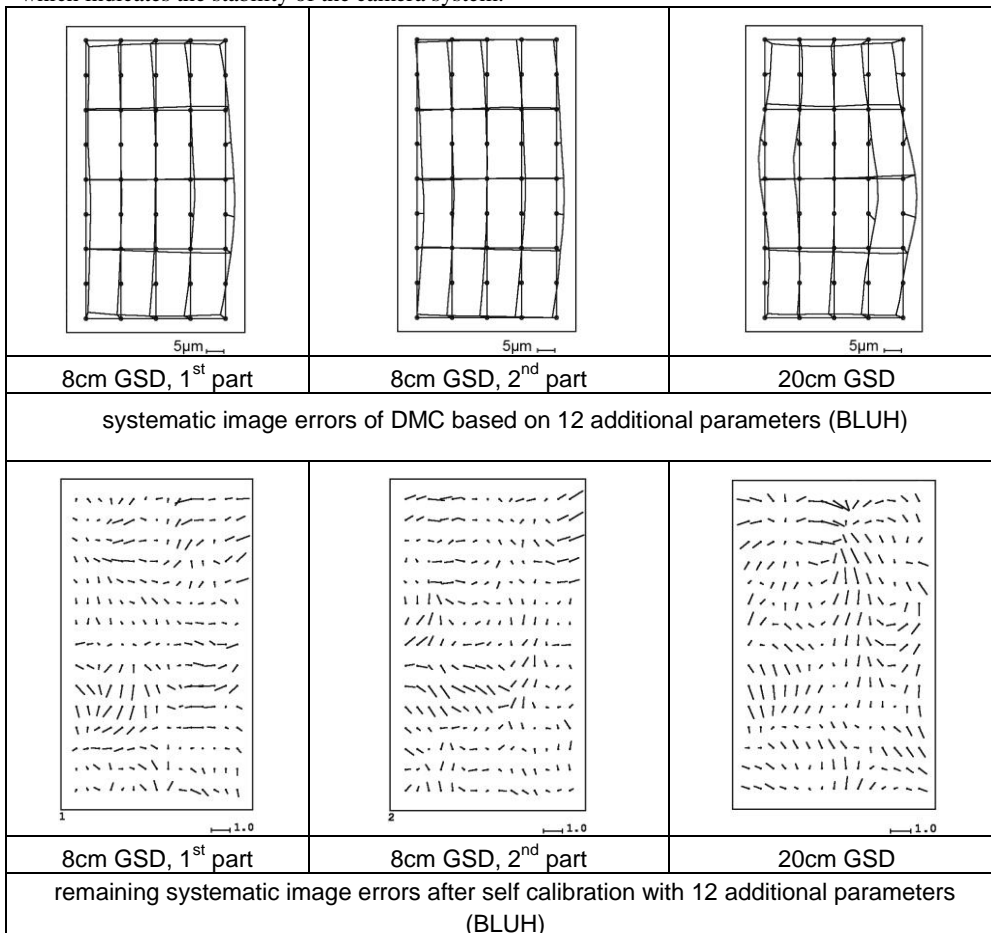 which indicates the stability of the camera system.
5µm
5µm
5µm
8cm GSD, 1st part
8cm GSD, 2nd part
20cm GSD
systematic image errors of DMC based on 12 additional parameters (BLUH)
1
1.0
2
1.0
1.0
8cm GSD, 1st part
8cm GSD, 2nd part
20cm GSD
remaining systematic image errors after self calibration with 12 additional parameters
(BLUH)